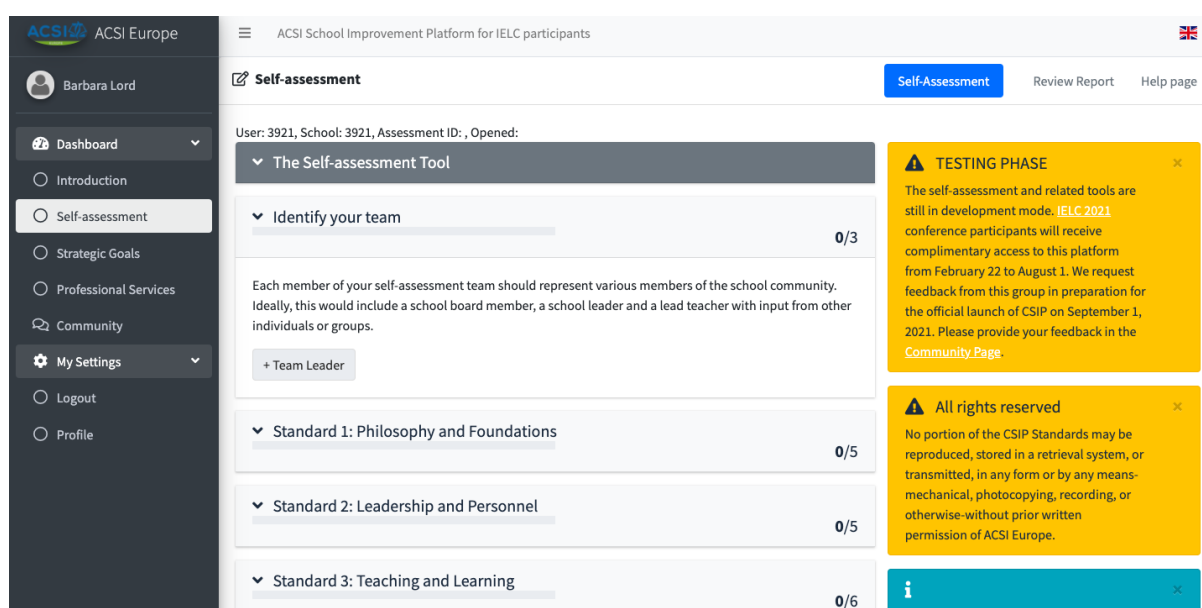 ACSI ACSI Europe
ACSI School Improvement Platform for IELC participants
Barbara Lord
Dashboard
Introduction
Self-assessment
Strategic Goals
Professional Services
Community
My Settings
Logout
Profile
Self-assessment
Self-Assessment Review Report Help page
User: 3921, School: 3921, Assessment ID: , Opened:
The Self-assessment Tool
Identify your team
0/3
Each member of your self-assessment team should represent various members of the school community.
Ideally, this would include a school board member, a school leader and a lead teacher with input from other
individuals or groups.
+ Team Leader
Standard 1: Philosophy and Foundations
0/5
Standard 2: Leadership and Personnel
0/5
Standard 3: Teaching and Learning
0/6
TESTING PHASE ×
The self-assessment and related tools are
still in development mode. IELC 2021
conference participants will receive
complimentary access to this platform
from February 22 to August 1. We request
feedback from this group in preparation for
the official launch of CSIP on September 1,
2021. Please provide your feedback in the
Community Page.
All rights reserved ×
No portion of the CSIP Standards may be
reproduced, stored in a retrieval system, or
transmitted, in any form or by any means-
mechanical, photocopying, recording, or
otherwise-without prior written
permission of ACSI Europe.